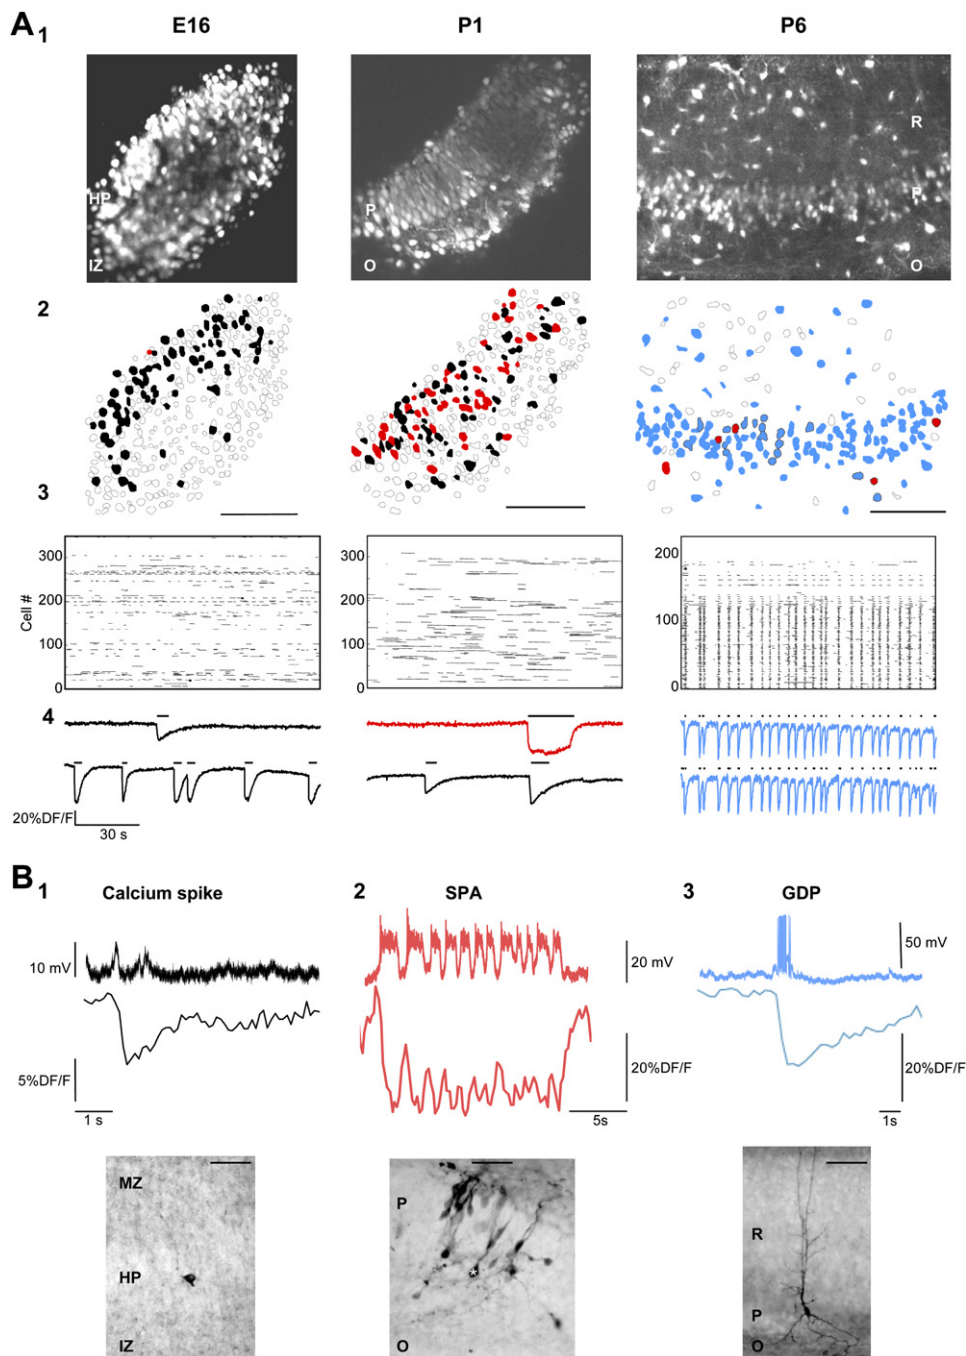 A1 E16 P1 P6
HP
IZ
P
O
R
P
O
2
3
300
200
100
0
Cell #
300
200
100
0
200
100
0
4
20%DF/F
30 s
B1 Calcium spike 2 SPA 3 GDP
10 mV
20 mV
50 mV
5%DF/F
20%DF/F
20%DF/F
1 s
5s
1s
MZ
HP
IZ
P
*
O
R
P
O